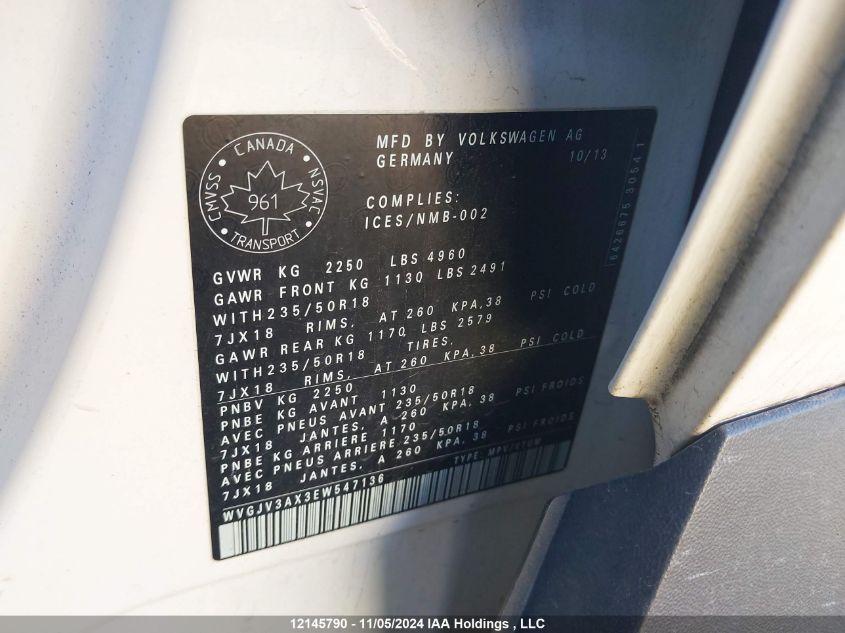 CANADA
CMVSS
NSVAC
961
TRANSPORT
MFD BY VOLKSWAGEN AG
GERMANY 10/13
COMPLIES:
ICES/NMB-002
6426675 30541
GVWR KG 2250 LBS 4960
GAWR FRONT KG 1130 LBS 2491
WITH235/50R18
7JX18 RIMS, AT 260 KPA,38 PSI COLD
GAWR REAR KG 1170 LBS 2579
WITH235/50R18 TIRES,
7JX18 RIMS, AT 260 KPA,38 PSI COLD
PNBV KG 2250
PNBE KG AVANT 1130
AVEC PNEUS AVANT 235/50R18
7JX18 JANTES, A 260 KPA, 38 PSI FROIDS
PNBE KG ARRIERE 1170
AVEC PNEUS ARRIERE 235/50R18
7JX18 JANTES, A 260 KPA, 38 PSI FROIDS
WVGJV3AX3EW547136 TYPE: MPV/VTUM
12145790 - 11/05/2024 IAA Holdings , LLC